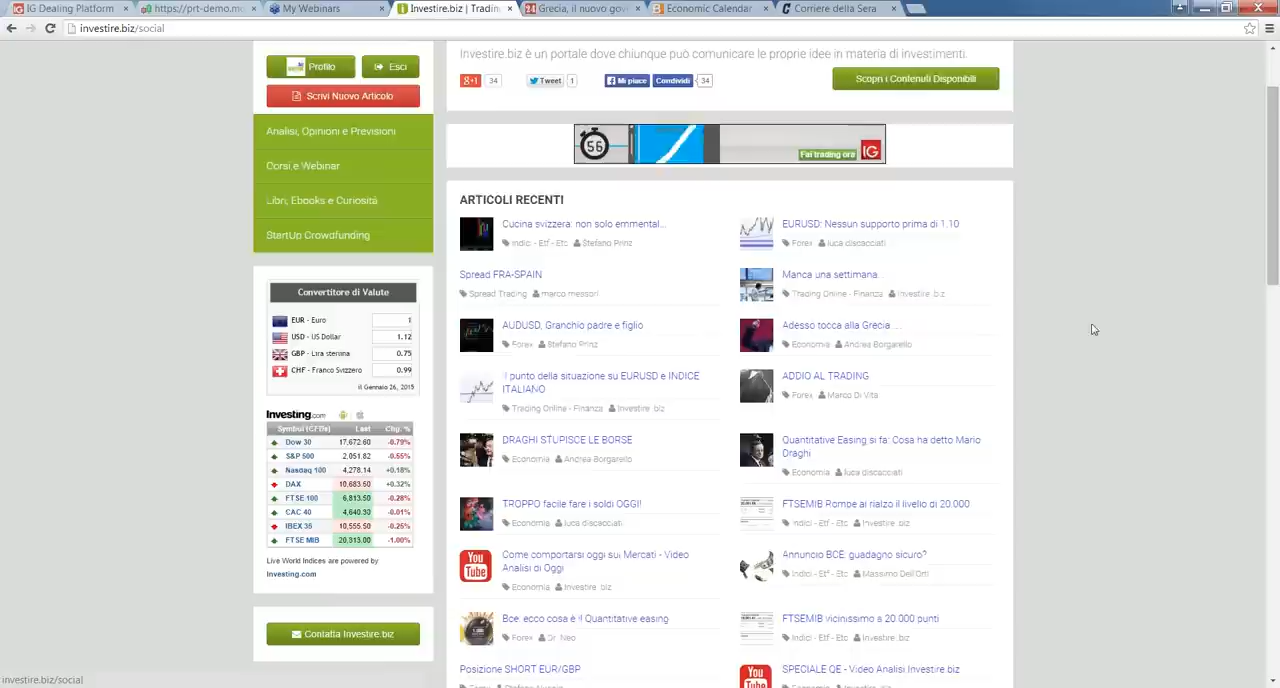 IG Dealing Platform
https://prt-demo.mo
My Webinars
Investire.biz | Tradin
Grecia, il nuovo gov
Economic Calendar
Corriere della Sera
investire.biz/social
Profilo
Esci
Scrivi Nuovo Articolo
Analisi, Opinioni e Previsioni
Corsi e Webinar
Libri, Ebooks e Curiosità
StartUp Crowdfunding
Investire.biz è un portale dove chiunque può comunicare le proprie idee in materia di investimenti.
g+1 34 Tweet 1 Mi piace Condividi 34
Scopri i Contenuti Disponibili
56
Fai trading ora IG
Convertitore di Valute
EUR - Euro 1
USD - US Dollar 1.12
GBP - Lira sterlina 0.75
CHF - Franco Svizzero 0.99
il Gennaio 26, 2015
Investing.com
Symbol (CFDs) Last Chg. %
Dow 30 17,672.60 -0.79%
S&P 500 2,051.82 -0.55%
Nasdaq 100 4,278.14 +0.18%
DAX 10,683.50 +0.32%
FTSE 100 6,813.50 -0.28%
CAC 40 4,640.30 -0.01%
IBEX 35 10,555.50 -0.25%
FTSE MIB 20,313.00 -1.00%
Live World Indices are powered by
Investing.com
Contatta Investire.biz
ARTICOLI RECENTI
Cucina svizzera: non solo emmental...
Indici - Etf - Etc Stefano Prinz
EURUSD: Nessun supporto prima di 1.10
Forex luca discacciati
Spread FRA-SPAIN
Spread Trading marco messori
Manca una settimana...
Trading Online - Finanza Investire.biz
AUDUSD, Granchio padre e figlio
Forex Stefano Prinz
Adesso tocca alla Grecia ....
Economia Andrea Borgarello
Il punto della situazione su EURUSD e INDICE
ITALIANO
Trading Online - Finanza Investire.biz
ADDIO AL TRADING
Forex Marco Di Vita
DRAGHI STUPISCE LE BORSE
Economia Andrea Borgarello
Quantitative Easing si fa: Cosa ha detto Mario
Draghi
Economia luca discacciati
TROPPO facile fare i soldi OGGI!
Economia luca discacciati
FTSEMIB Rompe al rialzo il livello di 20.000
Indici - Etf - Etc Investire.biz
You Tube
Come comportarsi oggi sui Mercati - Video
Analisi di Oggi
Economia Investire.biz
Annuncio BCE: guadagno sicuro?
Indici - Etf - Etc Massimo Dell'Orti
Bce: ecco cosa è il Quantitative easing
Forex Dr. Neo
FTSEMIB vicinissimo a 20.000 punti
Indici - Etf - Etc Investire.biz
Posizione SHORT EUR/GBP
You
SPECIALE QE - Video Analisi Investire.biz
investire.biz/social